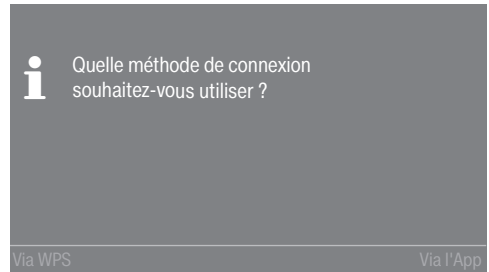 Quelle méthode de connexion
souhaitez-vous utiliser ?
Via WPS
Via l'App